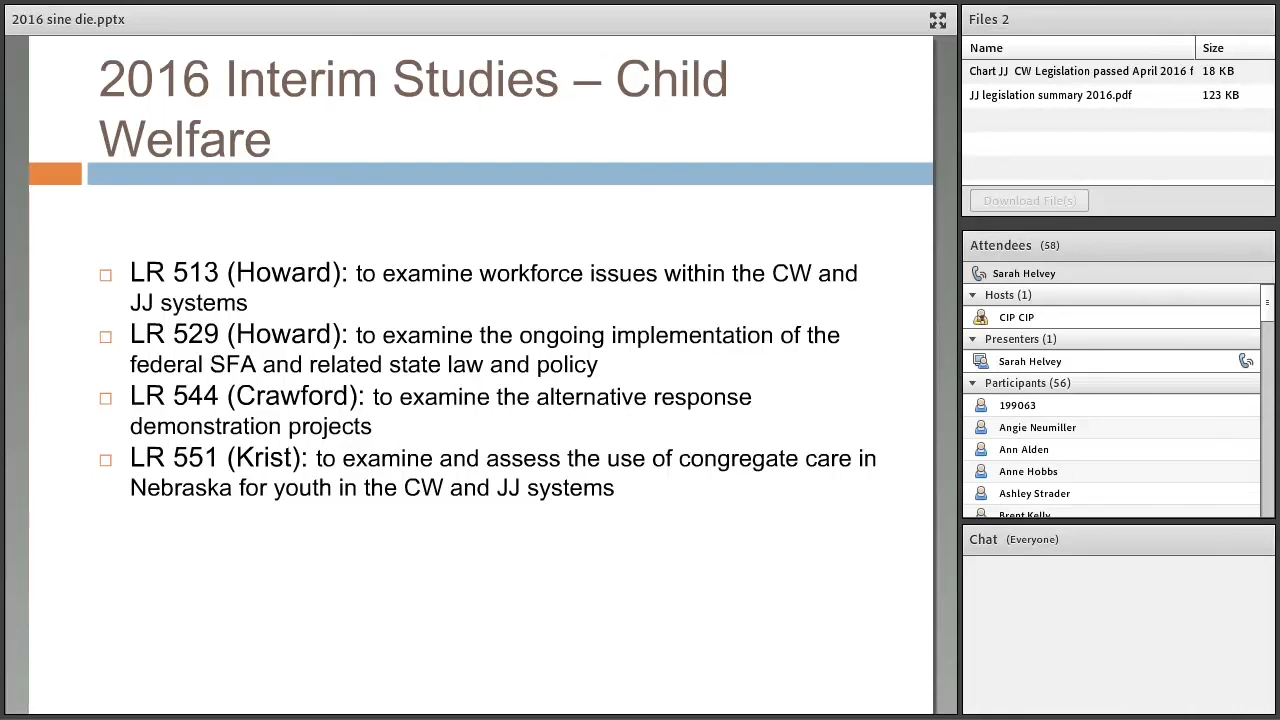 2016 sine die.pptx
2016 Interim Studies – Child
Welfare
LR 513 (Howard): to examine workforce issues within the CW and
JJ systems
LR 529 (Howard): to examine the ongoing implementation of the
federal SFA and related state law and policy
LR 544 (Crawford): to examine the alternative response
demonstration projects
LR 551 (Krist): to examine and assess the use of congregate care in
Nebraska for youth in the CW and JJ systems
Files 2
Name Size
Chart JJ CW Legislation passed April 2016 f 18 KB
JJ legislation summary 2016.pdf 123 KB
Download File(s)
Attendees (58)
Sarah Helvey
Hosts (1)
CIP CIP
Presenters (1)
Sarah Helvey
Participants (56)
199063
Angie Neumiller
Ann Alden
Anne Hobbs
Ashley Strader
Brent Kelly
Chat (Everyone)